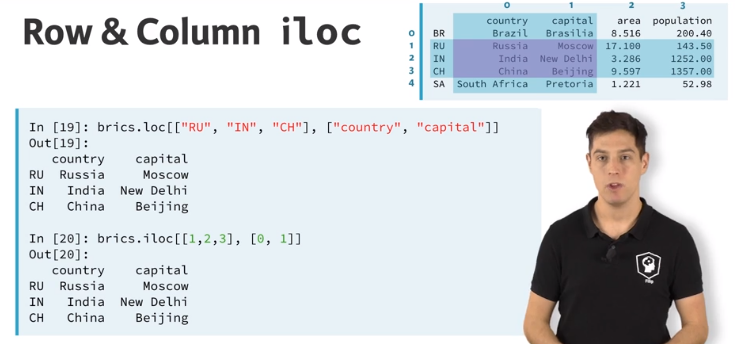 Row & Column iloc
0 1 2 3
country capital area population
0 BR Brazil Brasilia 8.516 200.40
1 RU Russia Moscow 17.100 143.50
2 IN India New Delhi 3.286 1252.00
3 CH China Beijing 9.597 1357.00
4 SA South Africa Pretoria 1.221 52.98
In [19]: brics.loc[["RU", "IN", "CH"], ["country", "capital"]]
Out[19]:
country capital
RU Russia Moscow
IN India New Delhi
CH China Beijing
In [20]: brics.iloc[[1,2,3], [0, 1]]
Out[20]:
country capital
RU Russia Moscow
IN India New Delhi
CH China Beijing